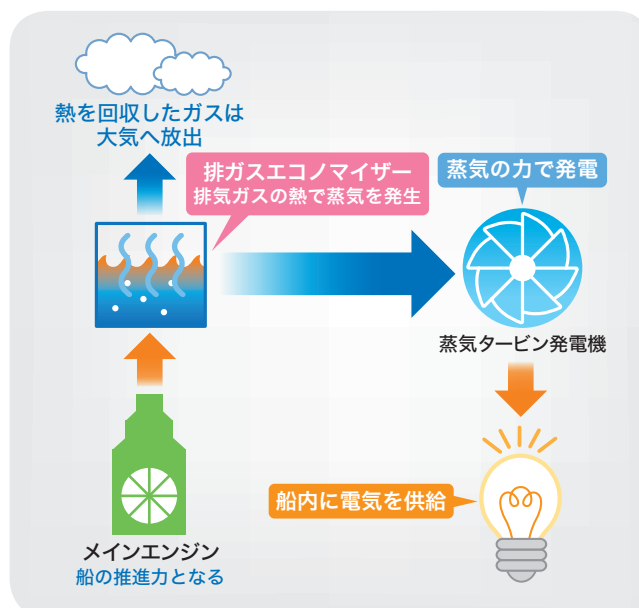 熱を回収したガスは
大気へ放出
排ガスエコノマイザー
排気ガスの熱で蒸気を発生
蒸気の力で発電
蒸気タービン発電機
船内に電気を供給
メインエンジン
船の推進力となる